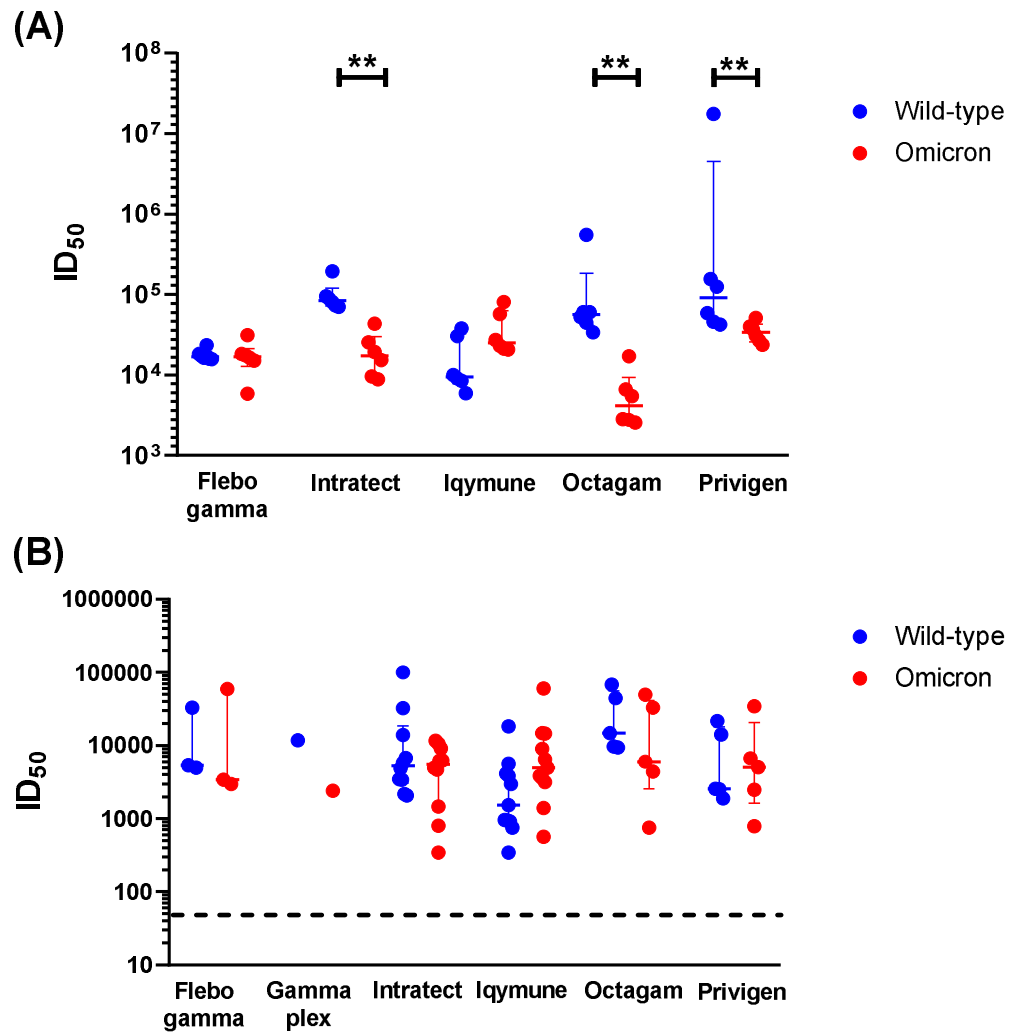 (A)
10⁸
10⁷
10⁶
10⁵
10⁴
10³
ID₅₀
** ** **
Wild-type
Omicron
Flebo
gamma
Intratect
Iqymune
Octagam
Privigen
(B)
1000000
100000
10000
1000
100
10
ID₅₀
Wild-type
Omicron
Flebo
gamma
Gamma
plex
Intratect
Iqymune
Octagam
Privigen